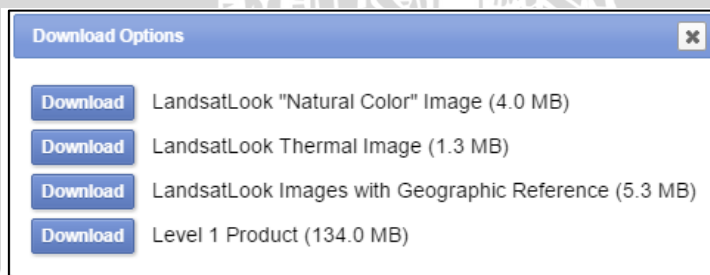 Download Options
Download LandsatLook "Natural Color" Image (4.0 MB)
Download LandsatLook Thermal Image (1.3 MB)
Download LandsatLook Images with Geographic Reference (5.3 MB)
Download Level 1 Product (134.0 MB)